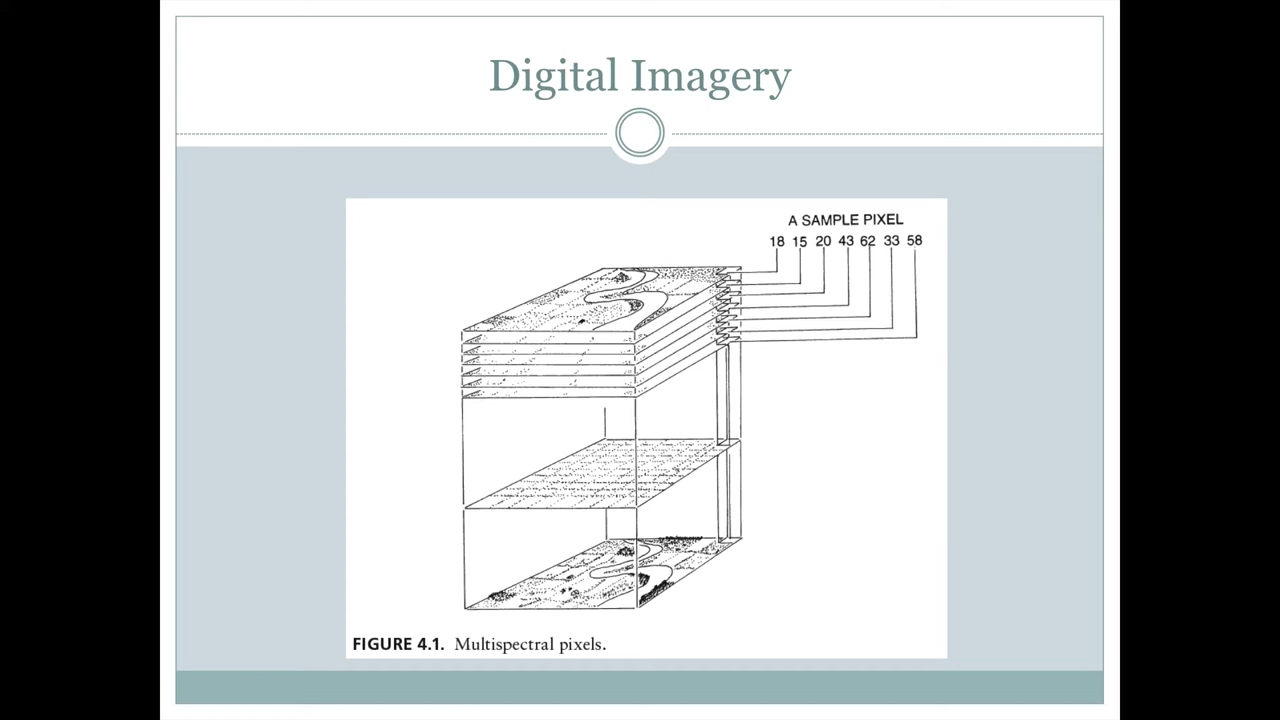 Digital Imagery
A SAMPLE PIXEL
18 15 20 43 62 33 58
FIGURE 4.1. Multispectral pixels.